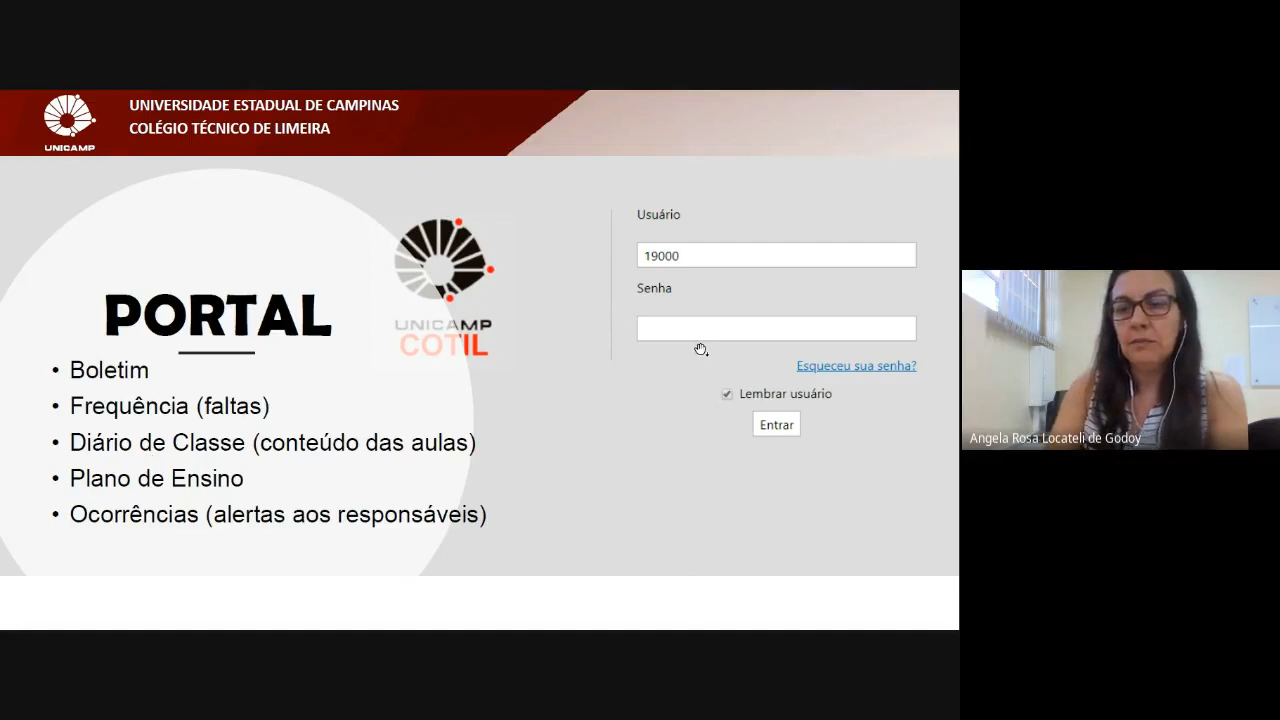 UNIVERSIDADE ESTADUAL DE CAMPINAS
COLÉGIO TÉCNICO DE LIMEIRA
UNICAMP
PORTAL
• Boletim
• Frequência (faltas)
• Diário de Classe (conteúdo das aulas)
• Plano de Ensino
• Ocorrências (alertas aos responsáveis)
UNICAMP
COTIL
Usuário
19000
Senha
Esqueceu sua senha?
Lembrar usuário
Entrar
Angela Rosa Locateli de Godoy